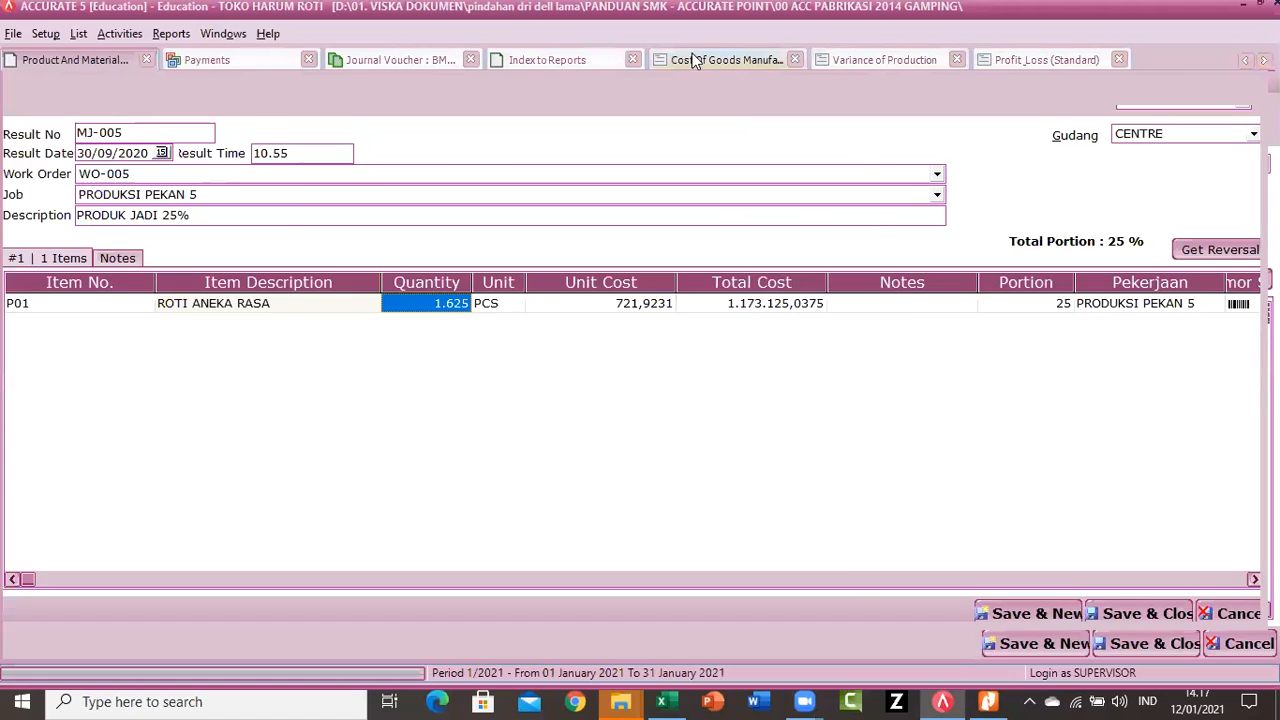 ACCURATE 5 [Education] - Education - TOKO HARUM ROTI [D:\01. VISKA DOKUMEN\pindahan dri dell lama\PANDUAN SMK - ACCURATE POINT\00 ACC PABRIKASI 2014 GAMPING\
File Setup List Activities Reports Windows Help
Product And Materi... Payments Journal Voucher : BM... Index to Reports Cost Of Goods Manufa... Variance of Production Profit_Loss (Standard)
Result No MJ-005 Gudang CENTRE
Result Date 30/09/2020 15 Result Time 10.55
Work Order WO-005
Job PRODUKSI PEKAN 5
Description PRODUK JADI 25%
Total Portion : 25 %
#1 | 1 Items Notes Get Reversal
Item No. Item Description Quantity Unit Unit Cost Total Cost Notes Portion Pekerjaan mor S
P01 ROTI ANEKA RASA 1.625 PCS 721,9231 1.173.125,0375 25 PRODUKSI PEKAN 5
Save & New Save & Clos Cance
Save & New Save & Clos Cancel
Period 1/2021 - From 01 January 2021 To 31 January 2021 Login as SUPERVISOR
Type here to search IND 14.17
12/01/2021